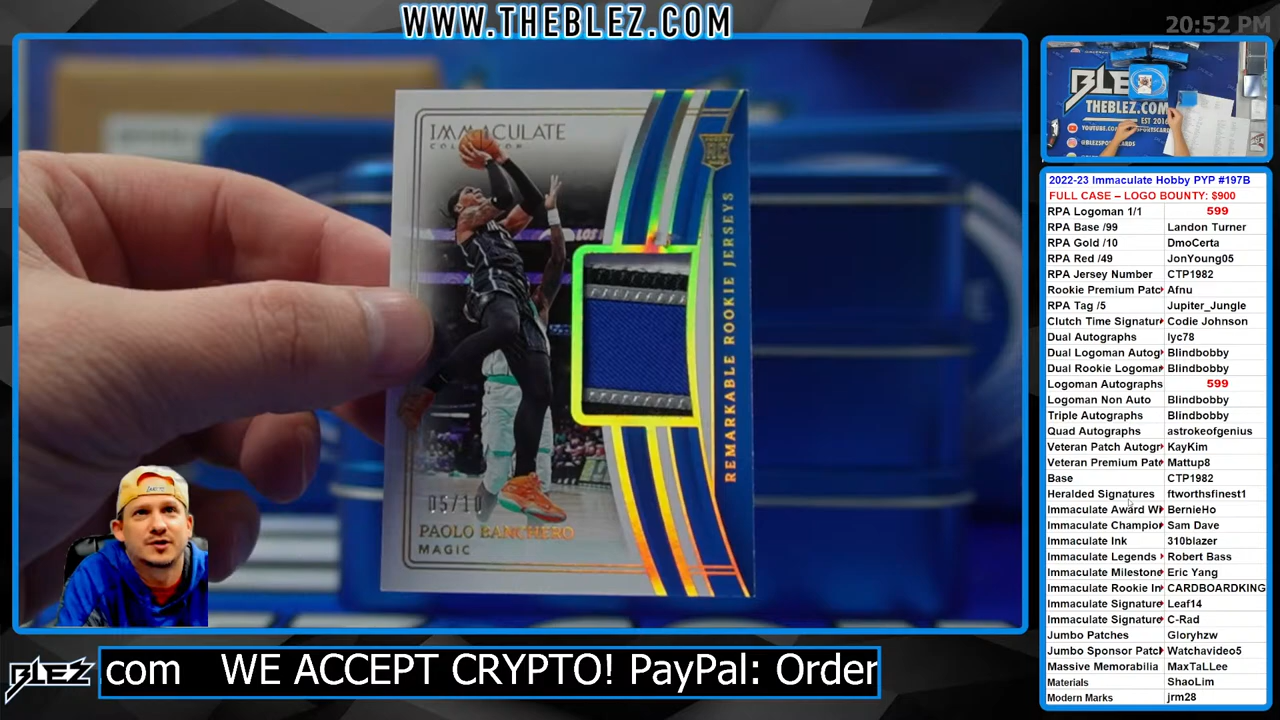 WWW.THEBLEZ.COM
20:52 PM
IMMACULATE
COLLECTION
RC
REMARKABLE ROOKIE JERSEYS
05/10
PAOLO BANCHERO
MAGIC
BLEZ
THEBLEZ.COM
EST 2016
2022-23 Immaculate Hobby PYP #197B
FULL CASE – LOGO BOUNTY: $900
RPA Logoman 1/1 599
RPA Base /99 Landon Turner
RPA Gold /10 DmoCerta
RPA Red /49 JonYoung05
RPA Jersey Number CTP1982
Rookie Premium Patc Afnu
RPA Tag /5 Jupiter_Jungle
Clutch Time Signatur Codie Johnson
Dual Autographs lyc78
Dual Logoman Autog Blindbobby
Dual Rookie Logoma Blindbobby
Logoman Autographs 599
Logoman Non Auto Blindbobby
Triple Autographs Blindbobby
Quad Autographs astrokeofgenius
Veteran Patch Autogr KayKim
Veteran Premium Pat Mattup8
Base CTP1982
Heralded Signatures ftworthsfinest1
Immaculate Award W BernieHo
Immaculate Champio Sam Dave
Immaculate Ink 310blazer
Immaculate Legends Robert Bass
Immaculate Milestone Eric Yang
Immaculate Rookie In CARDBOARDKING
Immaculate Signature Leaf14
Immaculate Signature C-Rad
Jumbo Patches Gloryhzw
Jumbo Sponsor Patc Watchavideo5
Massive Memorabilia MaxTaLLee
Materials ShaoLim
Modern Marks jrm28
BLEZ
com WE ACCEPT CRYPTO! PayPal: Order